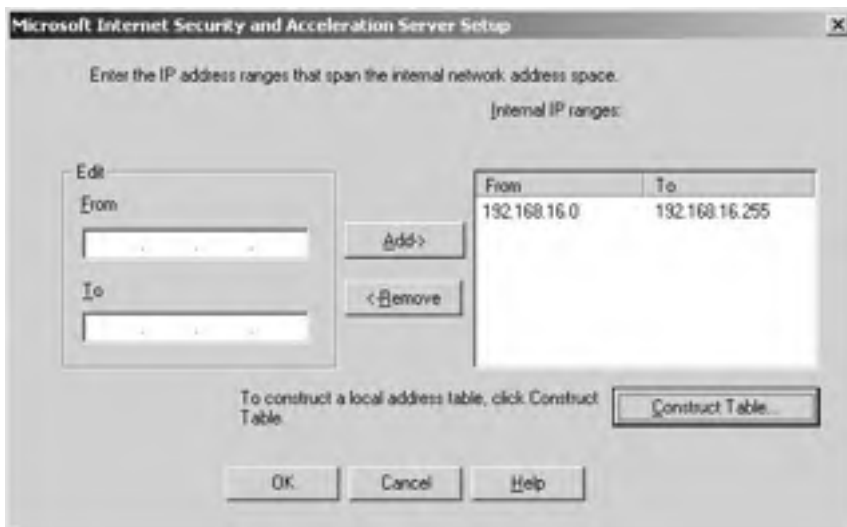 Microsoft Internet Security and Acceleration Server Setup
Enter the IP address ranges that span the internal network address space.
Internal IP ranges:
Edit
From
To
Add->
<-Remove
From To
192.168.16.0 192.168.16.255
To construct a local address table, click Construct
Table.
Construct Table...
OK
Cancel
Help